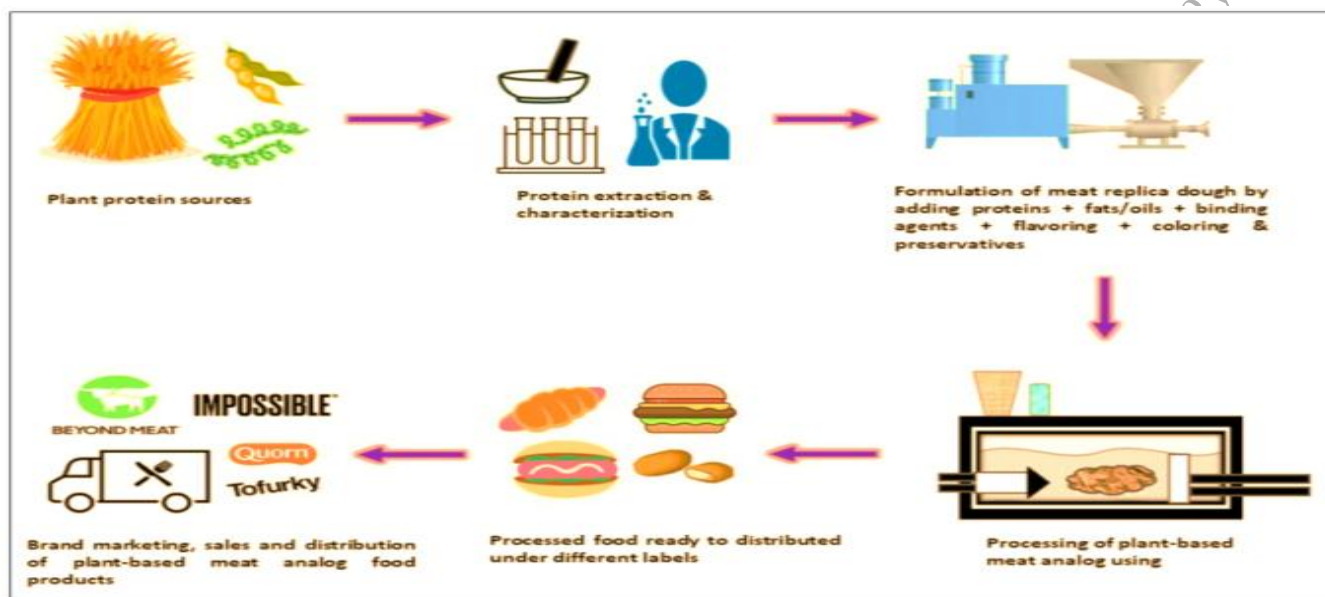 Plant protein sources
Protein extraction &
characterization
Formulation of meat replica dough by
adding proteins + fats/oils + binding
agents + flavoring + coloring &
preservatives
BEYOND MEAT
IMPOSSIBLE™
Quorn
Tofurky
Brand marketing, sales and distribution
of plant-based meat analog food
products
Processed food ready to distributed
under different labels
Processing of plant-based
meat analog using